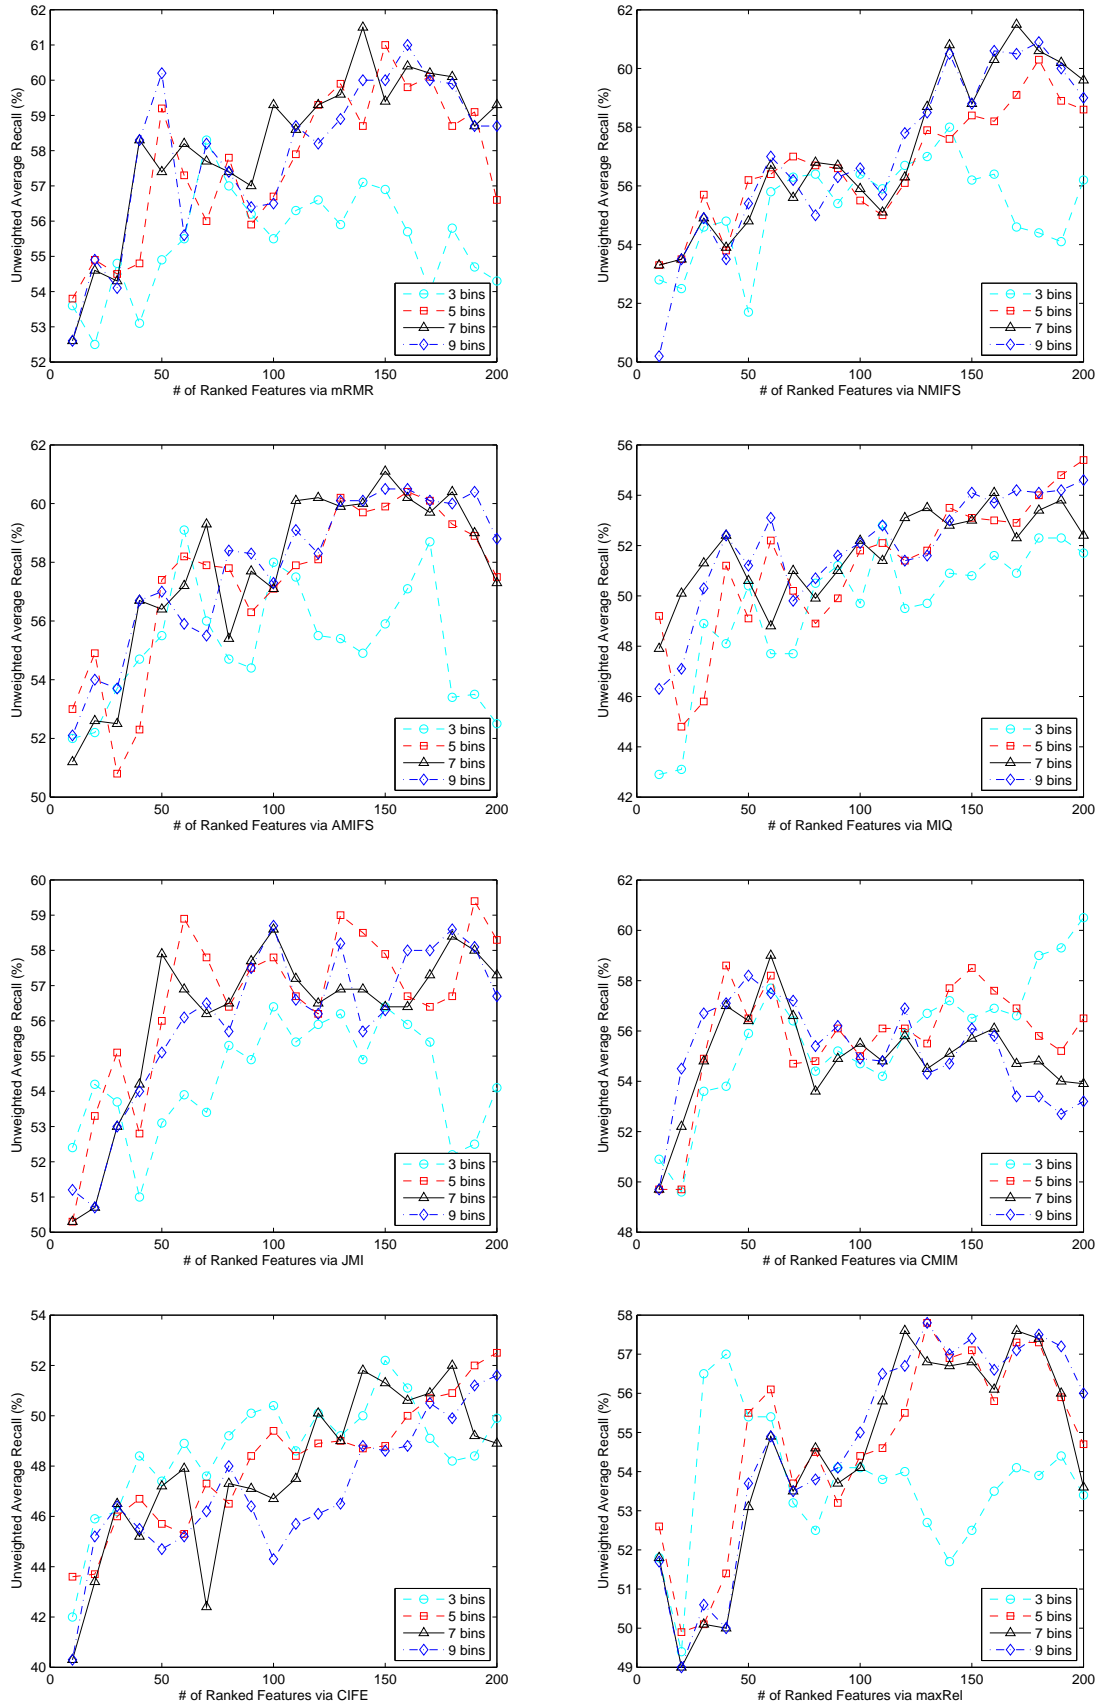 62
61
60
59
58
57
56
55
54
53
52
0 50 100 150 200
Unweighted Average Recall (%)
# of Ranked Features via mRMR
3 bins
5 bins
7 bins
9 bins
62
60
58
56
54
52
50
0 50 100 150 200
Unweighted Average Recall (%)
# of Ranked Features via NMIFS
3 bins
5 bins
7 bins
9 bins
62
60
58
56
54
52
50
0 50 100 150 200
Unweighted Average Recall (%)
# of Ranked Features via AMIFS
3 bins
5 bins
7 bins
9 bins
56
54
52
50
48
46
44
42
0 50 100 150 200
Unweighted Average Recall (%)
# of Ranked Features via MIQ
3 bins
5 bins
7 bins
9 bins
60
59
58
57
56
55
54
53
52
51
50
0 50 100 150 200
Unweighted Average Recall (%)
# of Ranked Features via JMI
3 bins
5 bins
7 bins
9 bins
62
60
58
56
54
52
50
48
0 50 100 150 200
Unweighted Average Recall (%)
# of Ranked Features via CMIM
3 bins
5 bins
7 bins
9 bins
54
52
50
48
46
44
42
40
0 50 100 150 200
Unweighted Average Recall (%)
# of Ranked Features via CIFE
3 bins
5 bins
7 bins
9 bins
58
57
56
55
54
53
52
51
50
49
0 50 100 150 200
Unweighted Average Recall (%)
# of Ranked Features via maxRel
3 bins
5 bins
7 bins
9 bins